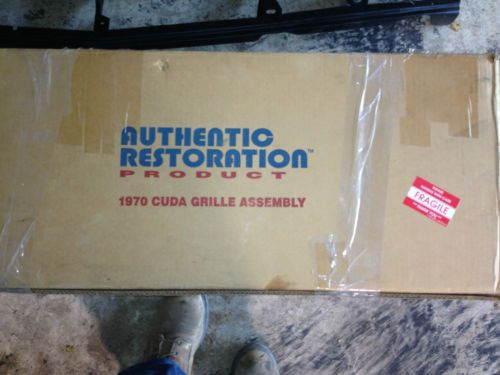 AUTHENTIC
RESTORATION™
PRODUCT
1970 CUDA GRILLE ASSEMBLY
FRAGILE